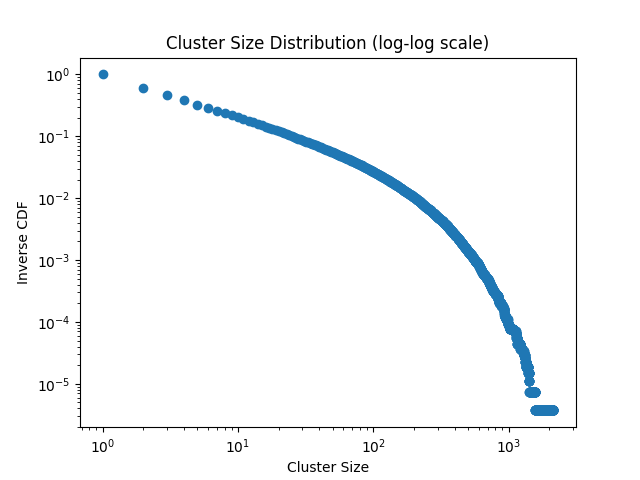 Cluster Size Distribution (log-log scale)
Inverse CDF
10⁰
10⁻¹
10⁻²
10⁻³
10⁻⁴
10⁻⁵
10⁰ 10¹ 10² 10³
Cluster Size